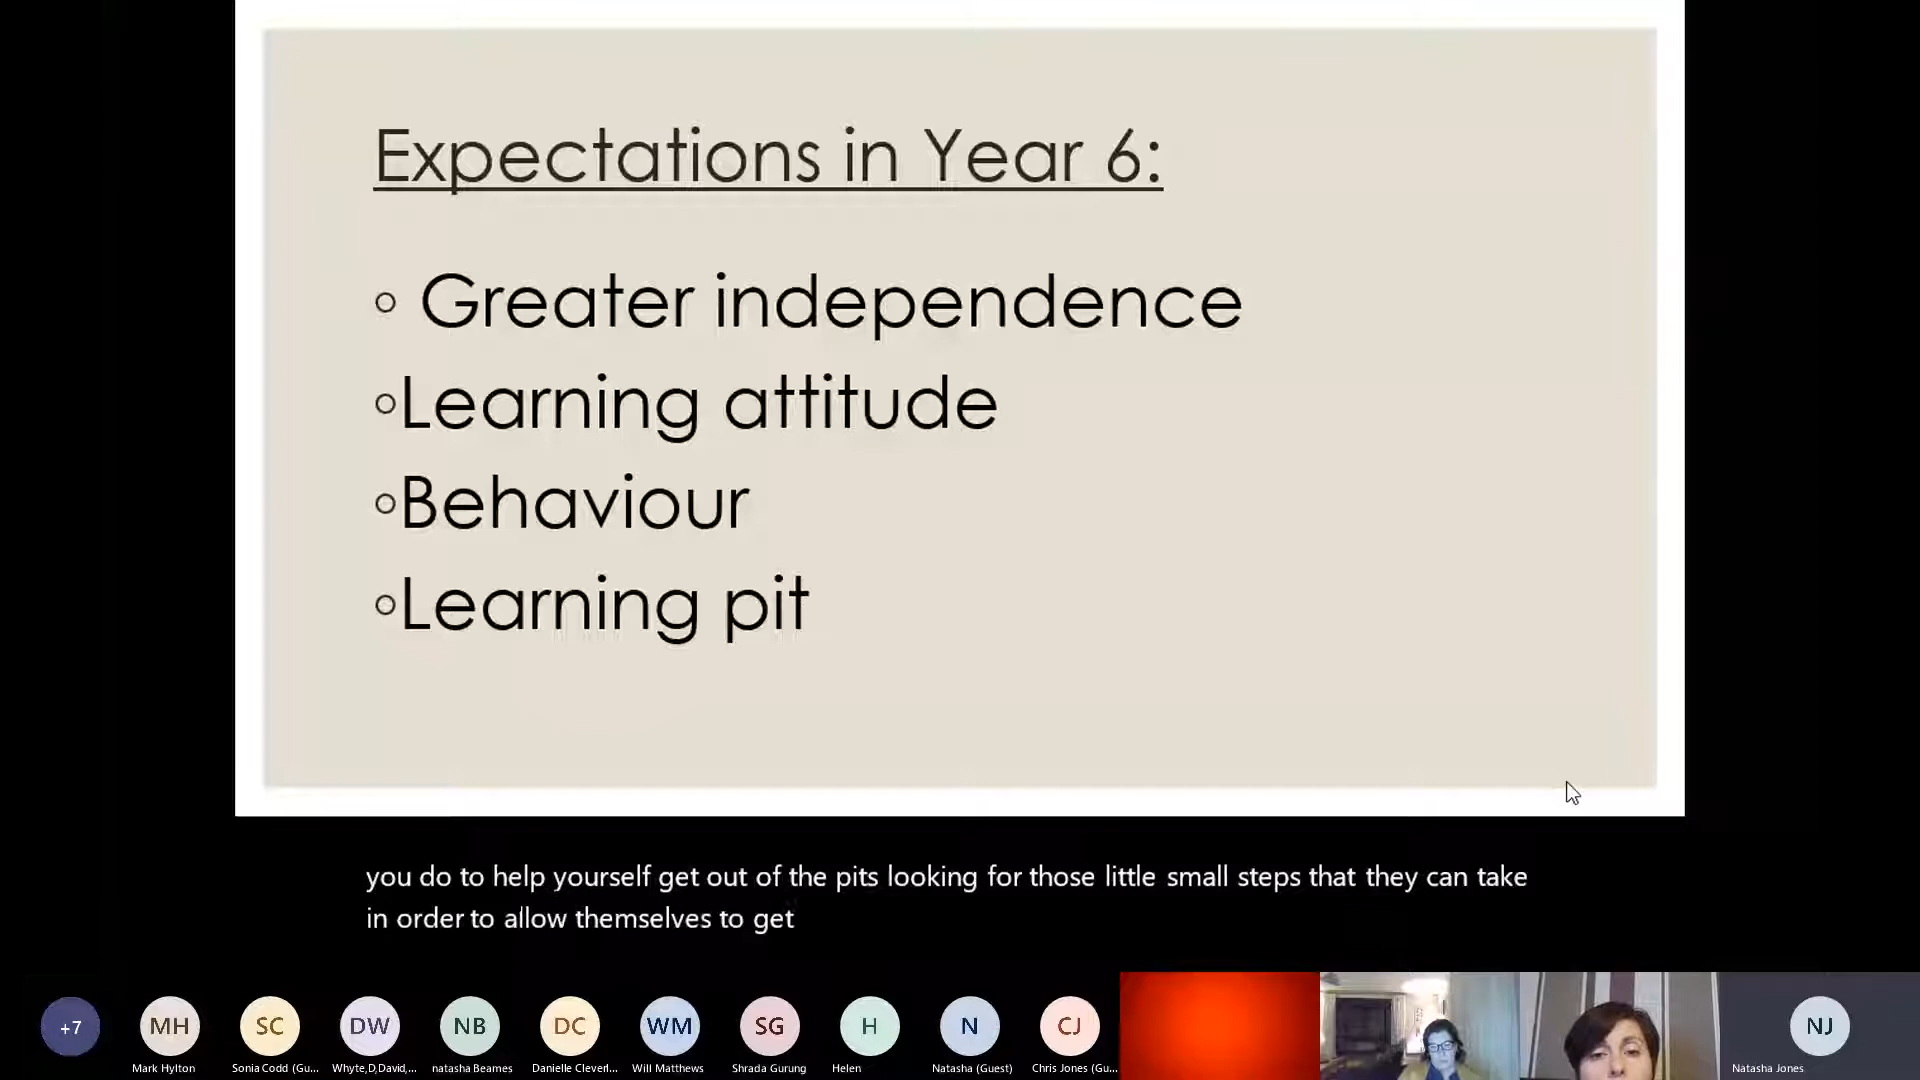 Expectations in Year 6:
◦ Greater independence
◦Learning attitude
◦Behaviour
◦Learning pit
you do to help yourself get out of the pits looking for those little small steps that they can take
in order to allow themselves to get
+7 MH SC DW NB DC WM SG H N CJ NJ
Mark Hylton Sonia Codd (Gu... Whyte,D,David,... natasha Beames Danielle Cleverl... Will Matthews Shrada Gurung Helen Natasha (Guest) Chris Jones (Gu... Natasha Jones